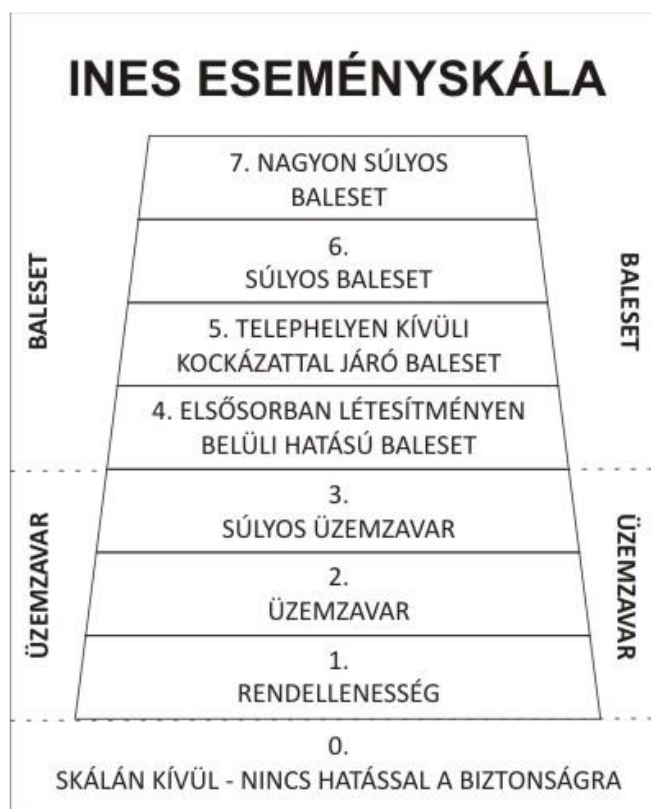 INES ESEMÉNYSKÁLA
7. NAGYON SÚLYOS
BALESET
6.
SÚLYOS BALESET
5. TELEPHELYEN KÍVÜLI
KOCKÁZATTAL JÁRÓ BALESET
4. ELSŐSORBAN LÉTESÍTMÉNYEN
BELÜLI HATÁSÚ BALESET
BALESET
BALESET
3.
SÚLYOS ÜZEMZAVAR
2.
ÜZEMZAVAR
1.
RENDELLENESSÉG
ÜZEMZAVAR
ÜZEMZAVAR
0.
SKÁLÁN KÍVÜL - NINCS HATÁSSAL A BIZTONSÁGRA